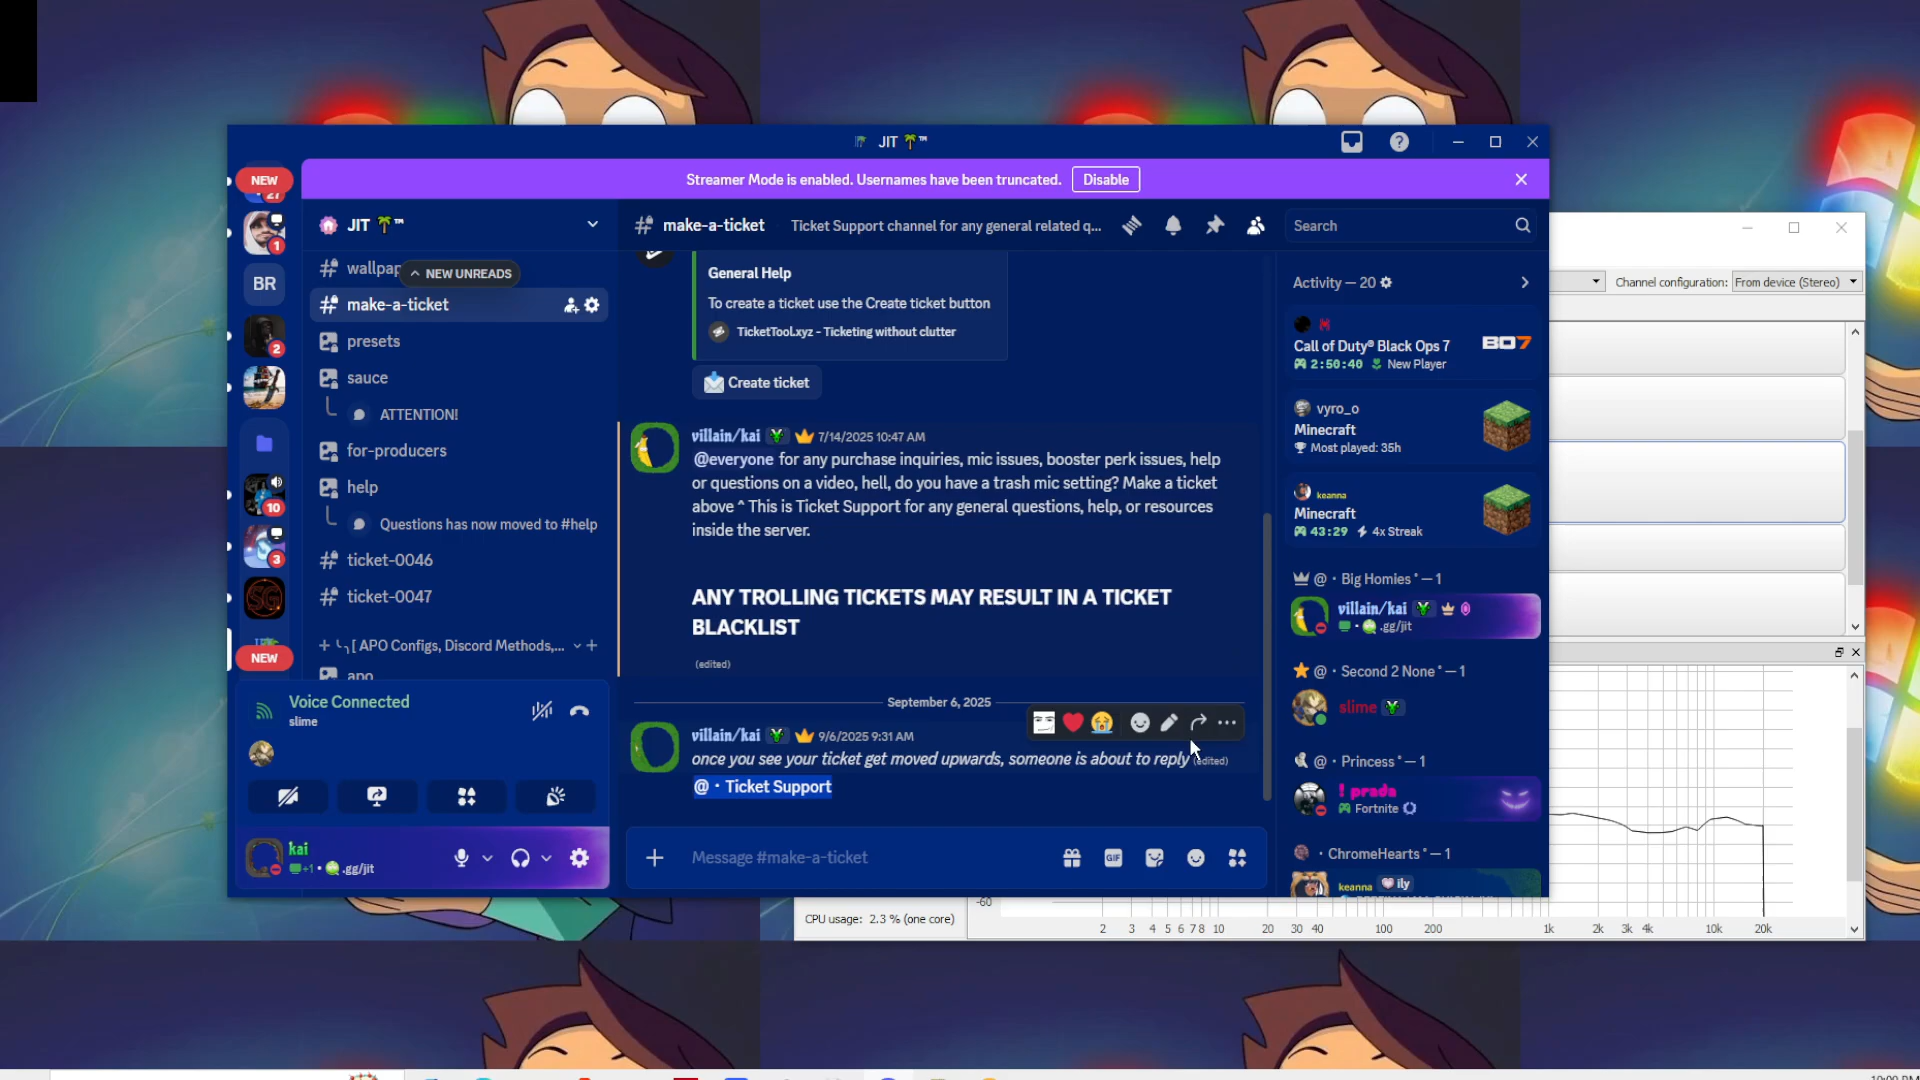 JIT 🌴™
Streamer Mode is enabled. Usernames have been truncated.
Disable
NEW
27
1
BR
2
10
3
SG
NEW
JIT 🌴™
NEW UNREADS
make-a-ticket
presets
sauce
ATTENTION!
for-producers
help
Questions has now moved to #help
ticket-0046
ticket-0047
[ APO Configs, Discord Methods,...
apo
Voice Connected
slime
kai
+1 • .gg/jit
make-a-ticket
Ticket Support channel for any general related q...
Search
General Help
To create a ticket use the Create ticket button
TicketTool.xyz - Ticketing without clutter
Create ticket
villain/kai 7/14/2025 10:47 AM
@everyone for any purchase inquiries, mic issues, booster perk issues, help
or questions on a video, hell, do you have a trash mic setting? Make a ticket
above ^ This is Ticket Support for any general questions, help, or resources
inside the server.
ANY TROLLING TICKETS MAY RESULT IN A TICKET
BLACKLIST
(edited)
September 6, 2025
villain/kai 9/6/2025 9:31 AM
once you see your ticket get moved upwards, someone is about to reply (edited)
@・Ticket Support
Message #make-a-ticket
GIF
Activity — 20
M
Call of Duty® Black Ops 7
2:50:40 New Player
BO7
vyro_o
Minecraft
Most played: 35h
keanna
Minecraft
43:29 4x Streak
@・Big Homies˚ — 1
villain/kai
• .gg/jit
@・Second 2 None˚ — 1
slime
@・Princess˚ — 1
! prada
Fortnite
・ChromeHearts˚ — 1
keanna ily
Channel configuration: From device (Stereo)
-60
CPU usage: 2.3 % (one core)
2 3 4 5 6 7 8 10 20 30 40 100 200 1k 2k 3k 4k 10k 20k